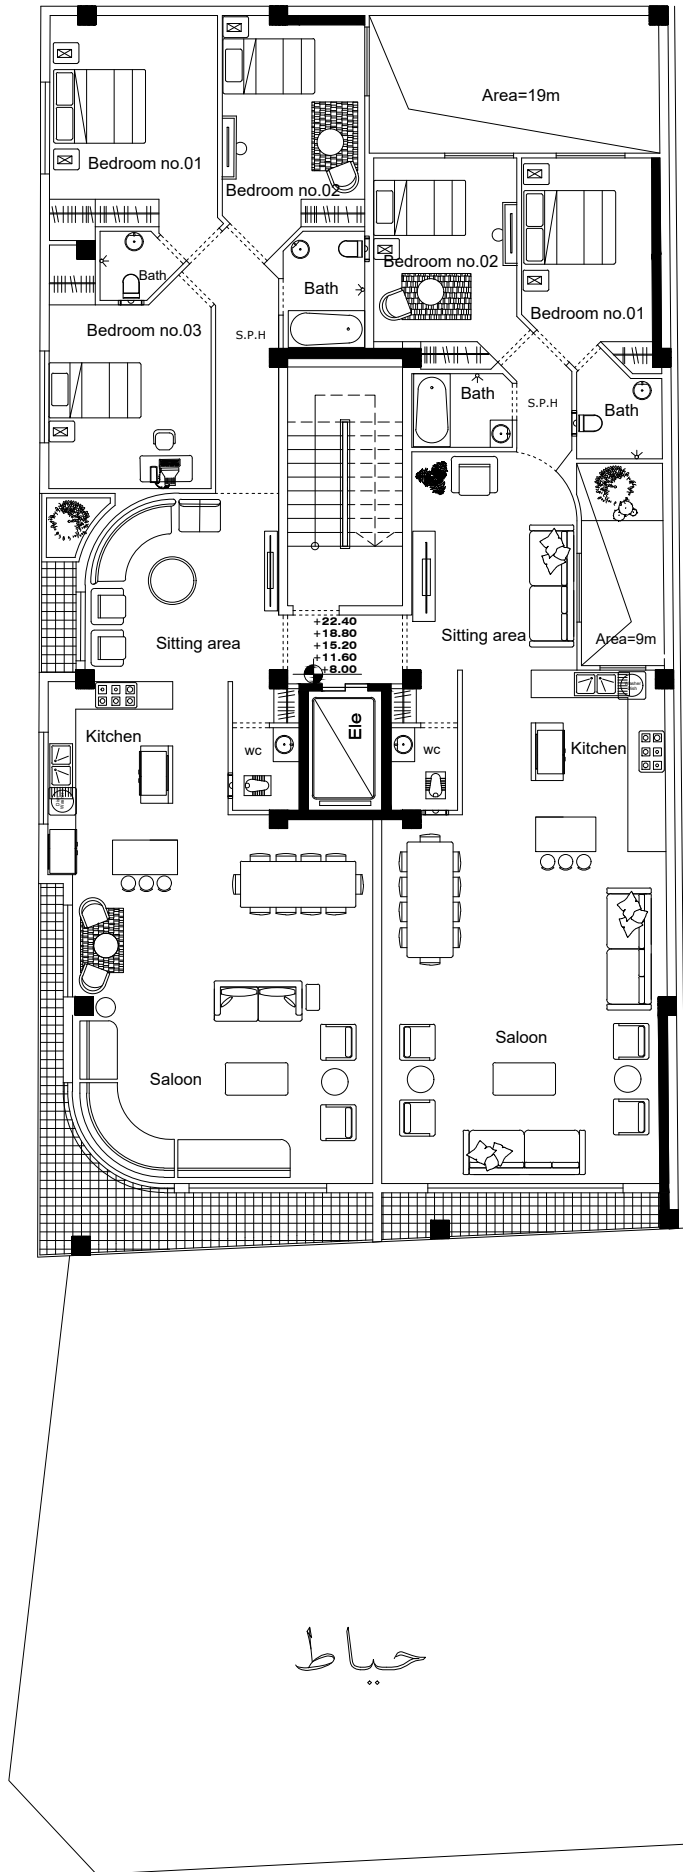 Area=19m
Bedroom no.01
Bedroom no.02
Bedroom no.02
Bath
Bath
Bedroom no.01
Bedroom no.03
S.P.H
Bath
S.P.H
Bath
+22.40
+18.80
+15.20
+11.60
+8.00
Sitting area
Sitting area
Area=9m
Ele
Kitchen
WC
WC
Kitchen
Saloon
Saloon
حیاط